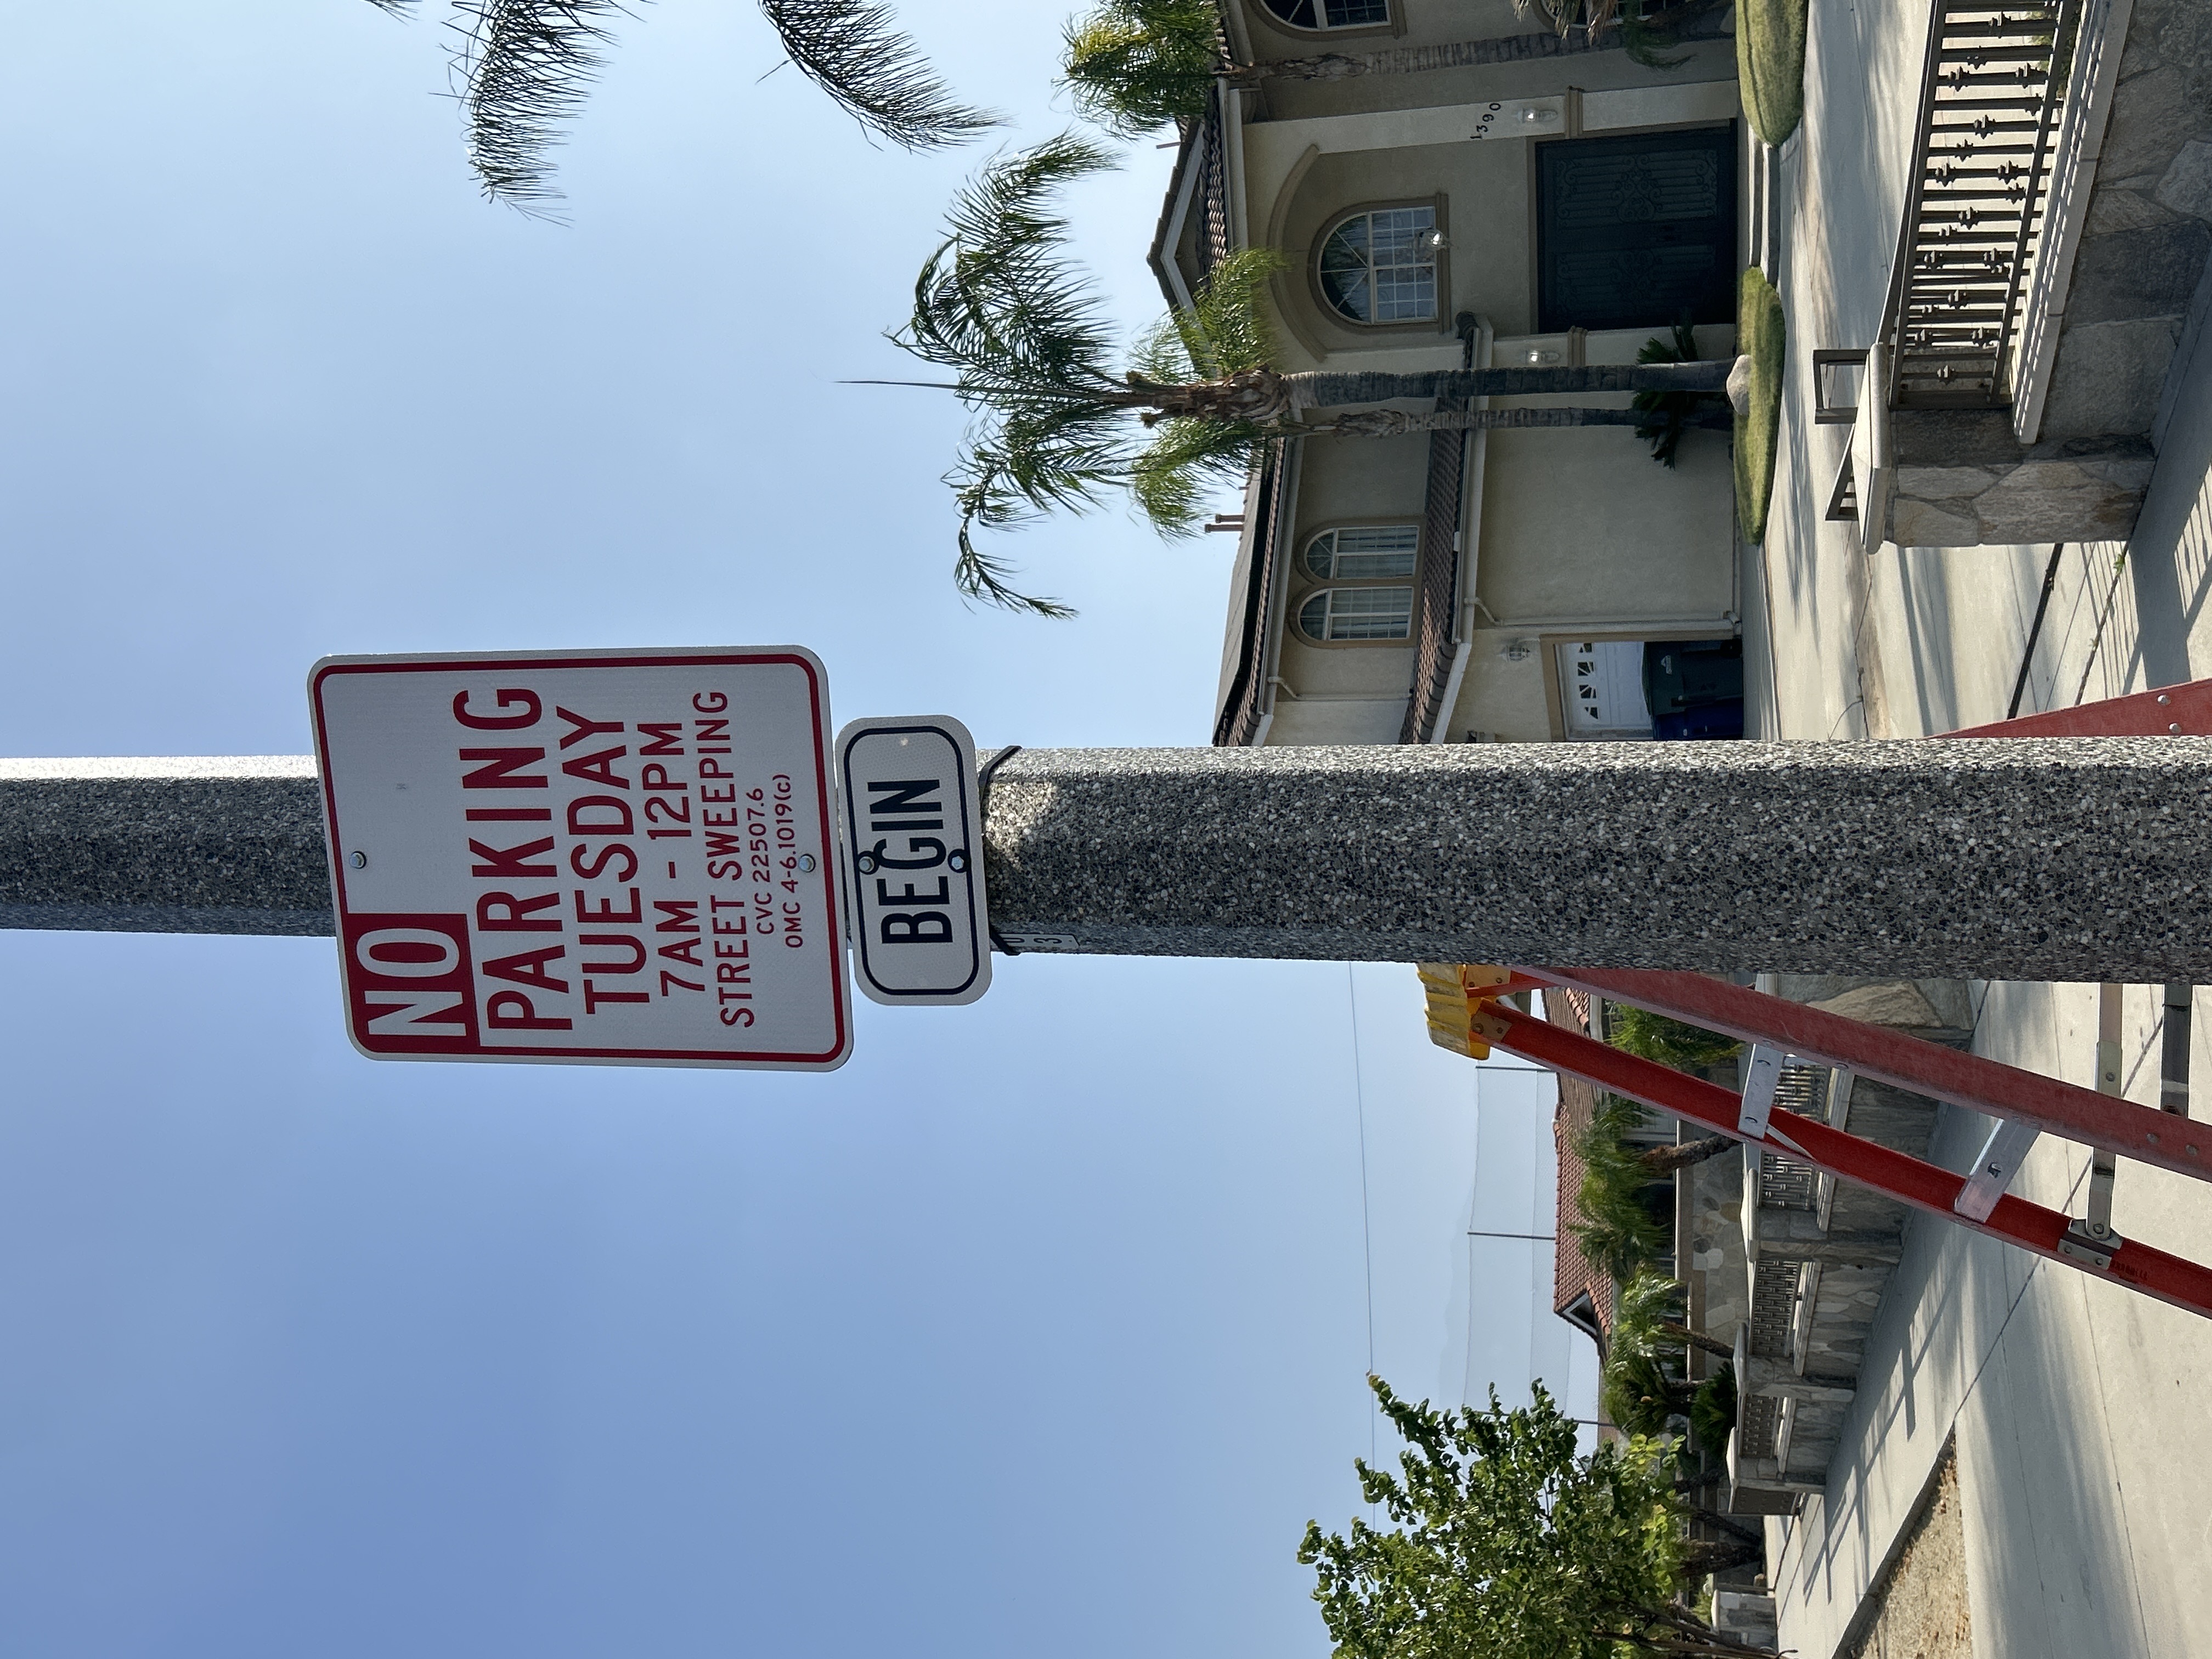 NO
PARKING
TUESDAY
7AM - 12PM
STREET SWEEPING
CVC 22507.6
OMC 4-6.1019(c)
BEGIN
1390